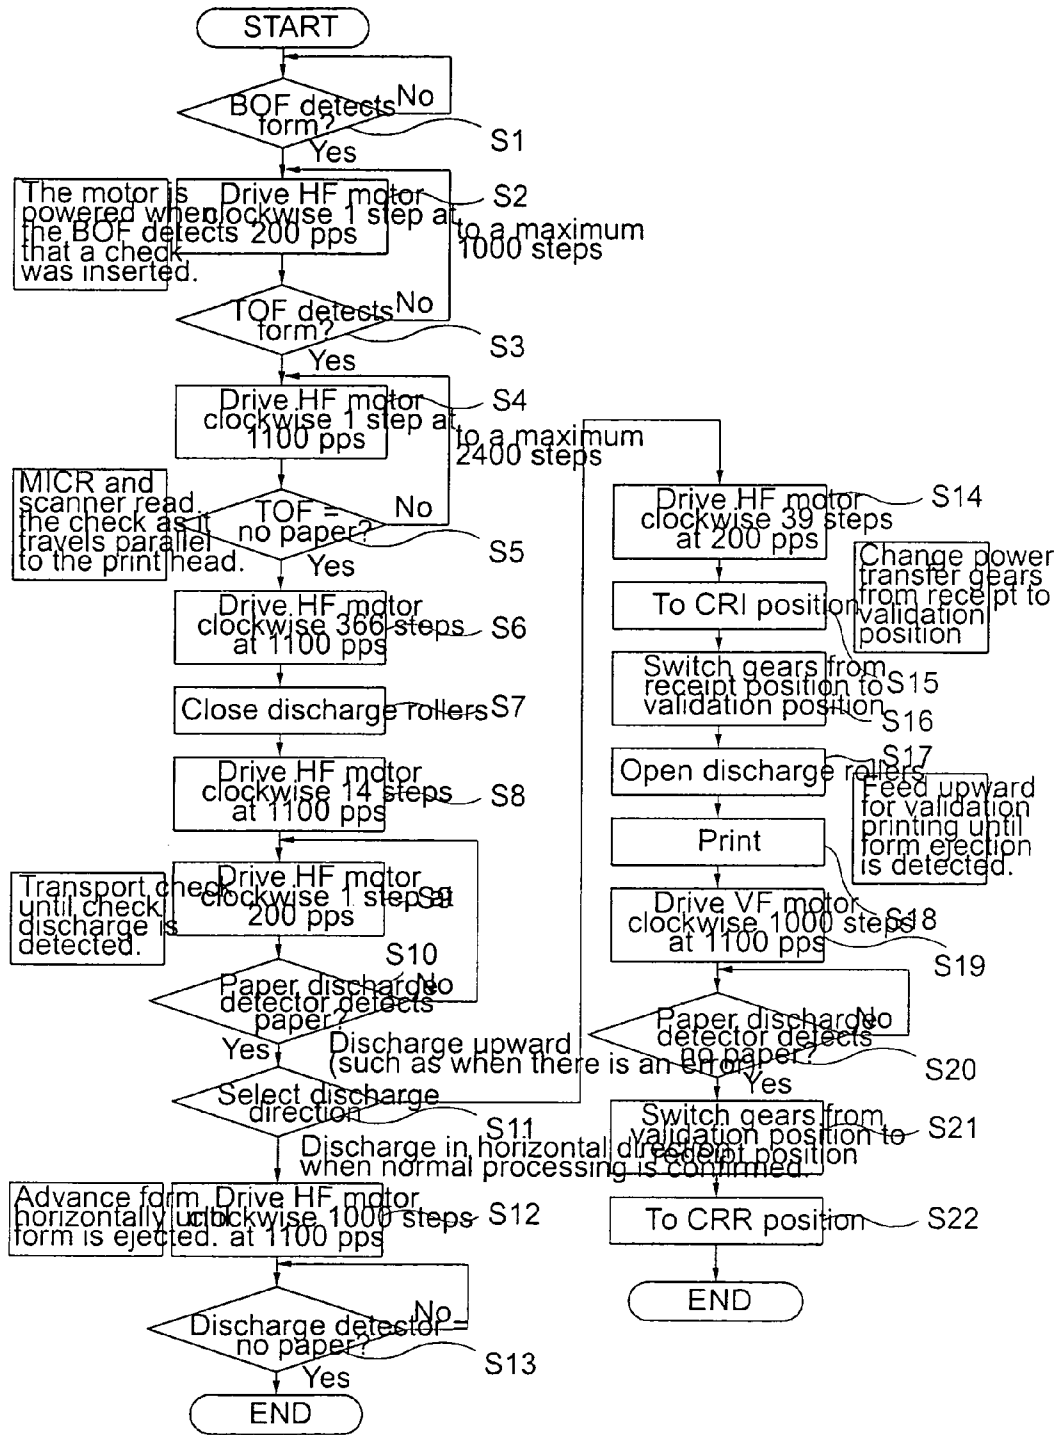 START
BOF detects
form?
No
S1
Yes
The motor is
powered when
the BOF detects
that a check
was inserted.
Drive HF motor
clockwise 1 step at
200 pps
S2
to a maximum
1000 steps
TOF detects
form?
No
S3
Yes
Drive HF motor
clockwise 1 step at
1100 pps
S4
to a maximum
2400 steps
MICR and
scanner read
the check as it
travels parallel
to the print head.
TOF =
no paper?
No
S5
Yes
Drive HF motor
clockwise 366 steps
at 1100 pps
S6
Close discharge rollers
S7
Drive HF motor
clockwise 14 steps
at 1100 pps
S8
Transport check
until check
discharge is
detected.
Drive HF motor
clockwise 1 step at
200 pps
S9
Paper discharge
detector detects
paper?
S10
No
Yes
Discharge upward
(such as when there is an error)
Select discharge
direction
S11
Discharge in horizontal direction
when normal processing is confirmed.
Advance form
horizontally until
form is ejected.
Drive HF motor
clockwise 1000 steps
at 1100 pps
S12
Discharge detector =
no paper?
No
S13
Yes
END
Drive HF motor
clockwise 39 steps
at 200 pps
S14
Change power
transfer gears
from receipt to
validation
position
To CRI position
S15
Switch gears from
receipt position to
validation position
S16
Open discharge rollers
S17
Feed upward
for validation
printing until
form ejection
is detected.
Print
S18
Drive VF motor
clockwise 1000 steps
at 1100 pps
S19
Paper discharge
detector detects
no paper?
No
S20
Yes
Switch gears from
validation position to
receipt position
S21
To CRR position
S22
END